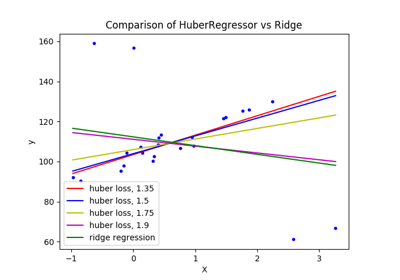 Comparison of HuberRegressor vs Ridge
160
140
120
100
80
60
y
huber loss, 1.35
huber loss, 1.5
huber loss, 1.75
huber loss, 1.9
ridge regression
−1 0 1 2 3
X